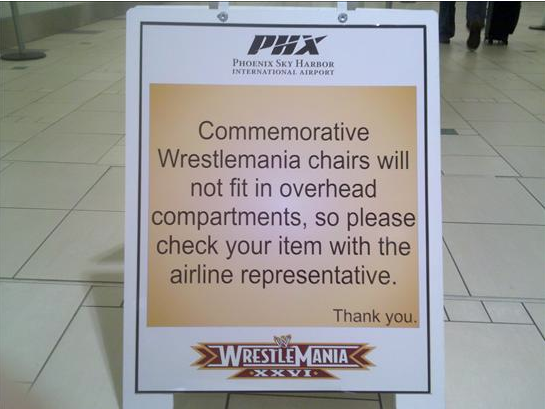 PHX
PHOENIX SKY HARBOR
INTERNATIONAL AIRPORT
Commemorative
Wrestlemania chairs will
not fit in overhead
compartments, so please
check your item with the
airline representative.
Thank you.
WRESTLEMANIA
XXVI